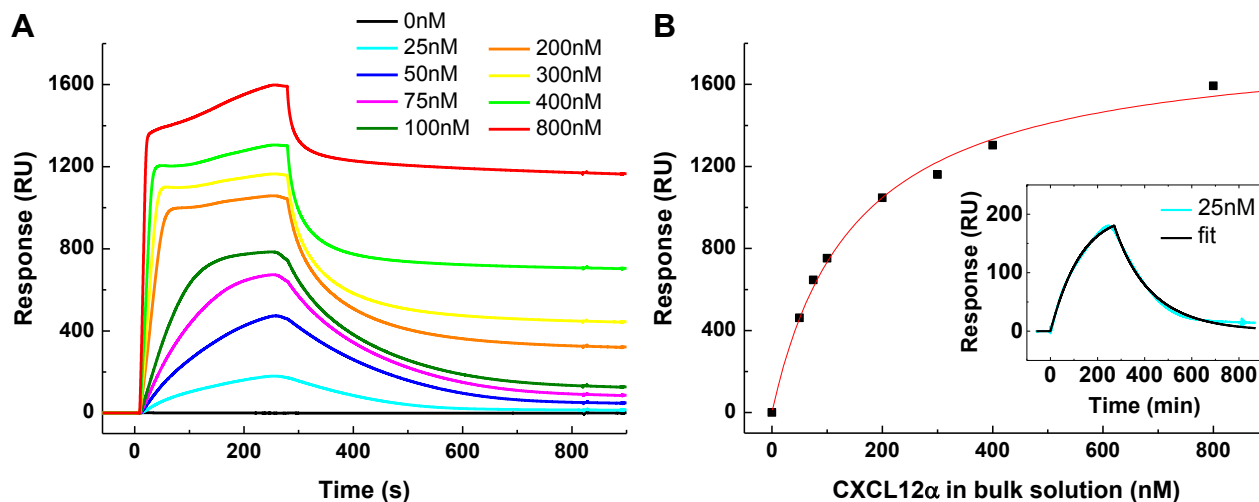 A
0nM
25nM
50nM
75nM
100nM
200nM
300nM
400nM
800nM
1600
1200
800
400
0
Response (RU)
0
200
400
600
800
Time (s)
B
1600
1200
800
400
0
Response (RU)
0
200
400
600
800
CXCL12α in bulk solution (nM)
25nM
fit
200
100
0
Response (RU)
0
200
400
600
800
Time (min)